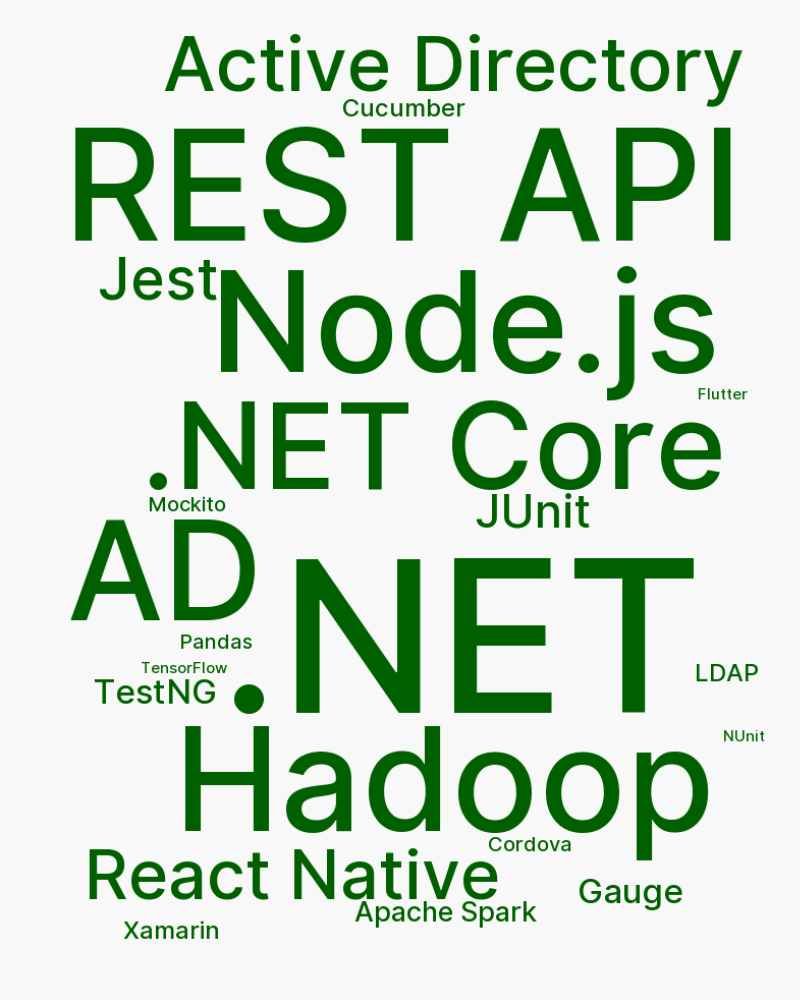 Active Directory
Cucumber
REST API
Jest
Node.js
Flutter
.NET Core
Mockito
JUnit
AD
.NET
Pandas
TensorFlow
LDAP
TestNG
NUnit
Hadoop
Cordova
React Native
Gauge
Apache Spark
Xamarin